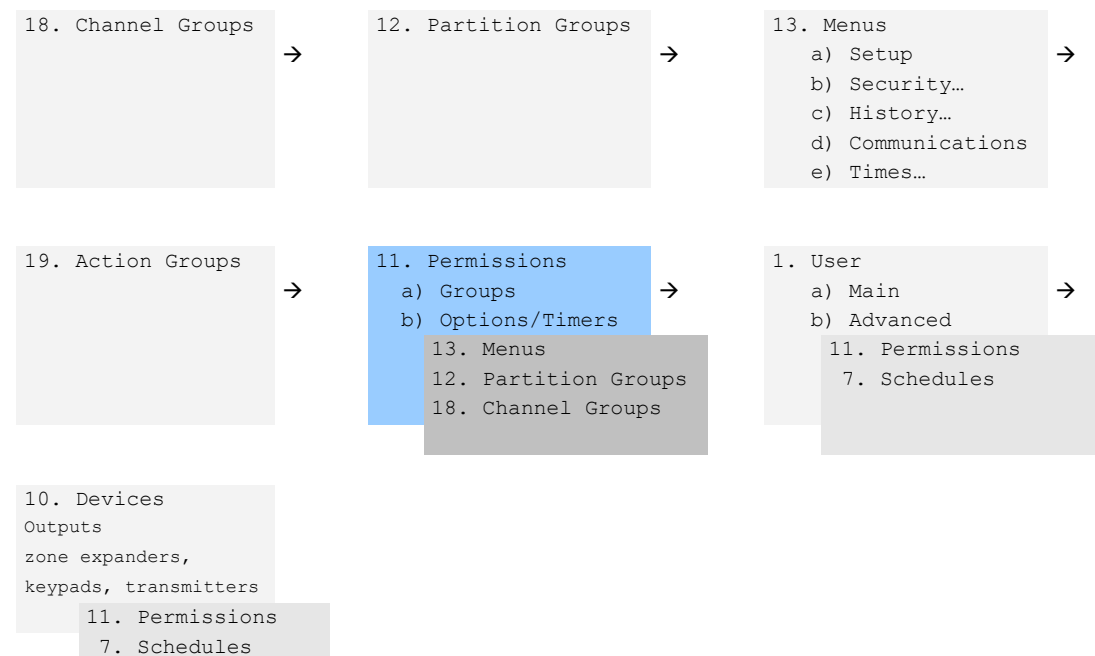 18. Channel Groups
→
12. Partition Groups
→
13. Menus
a) Setup
→
b) Security…
c) History…
d) Communications
e) Times…
19. Action Groups
→
11. Permissions
a) Groups
→
b) Options/Timers
13. Menus
12. Partition Groups
18. Channel Groups
1. User
a) Main
→
b) Advanced
11. Permissions
7. Schedules
10. Devices
Outputs
zone expanders,
keypads, transmitters
11. Permissions
7. Schedules